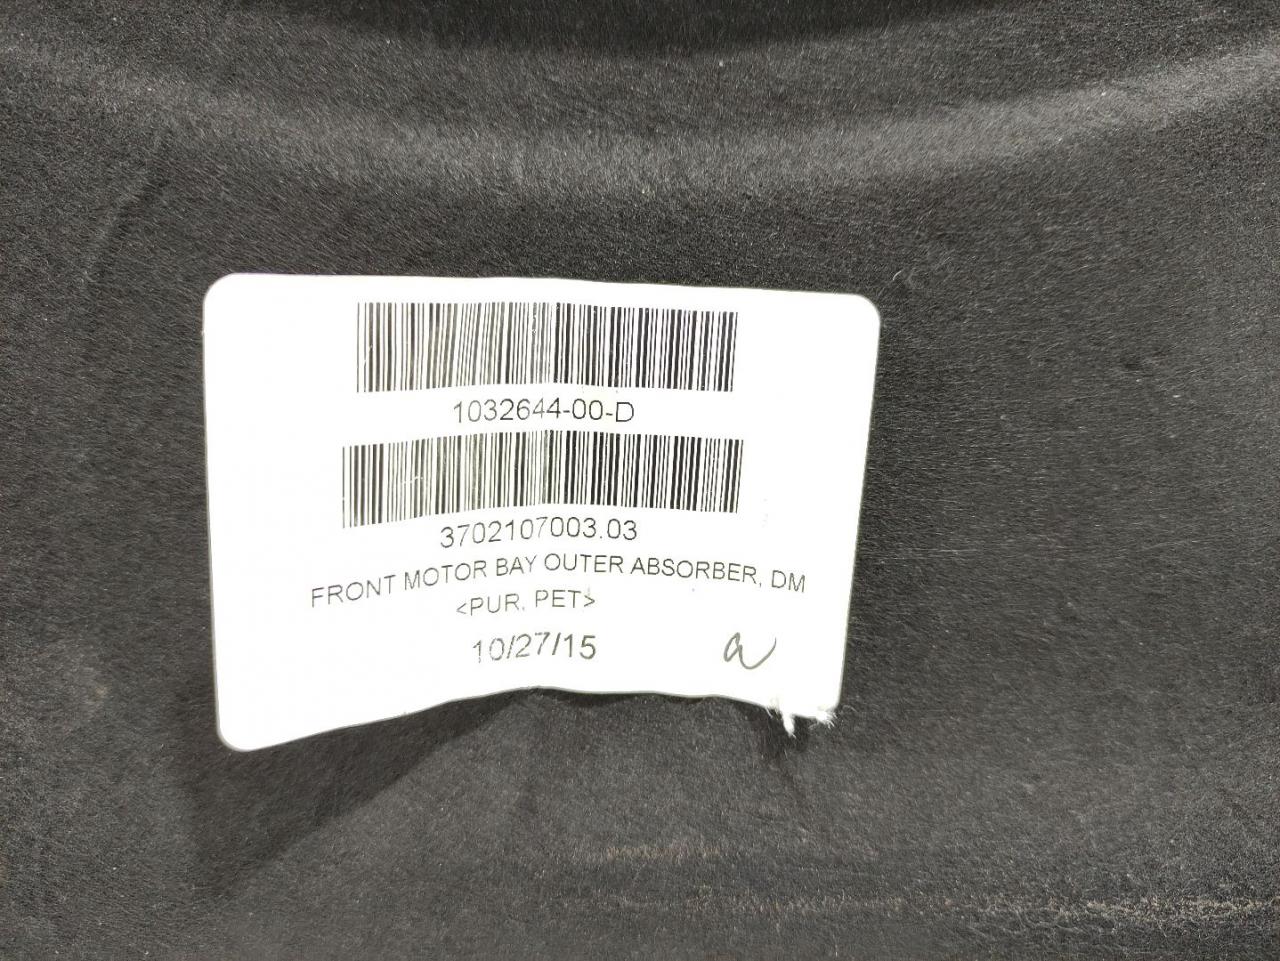 1032644-00-D
3702107003.03
FRONT MOTOR BAY OUTER ABSORBER, DM
<PUR, PET>
10/27/15